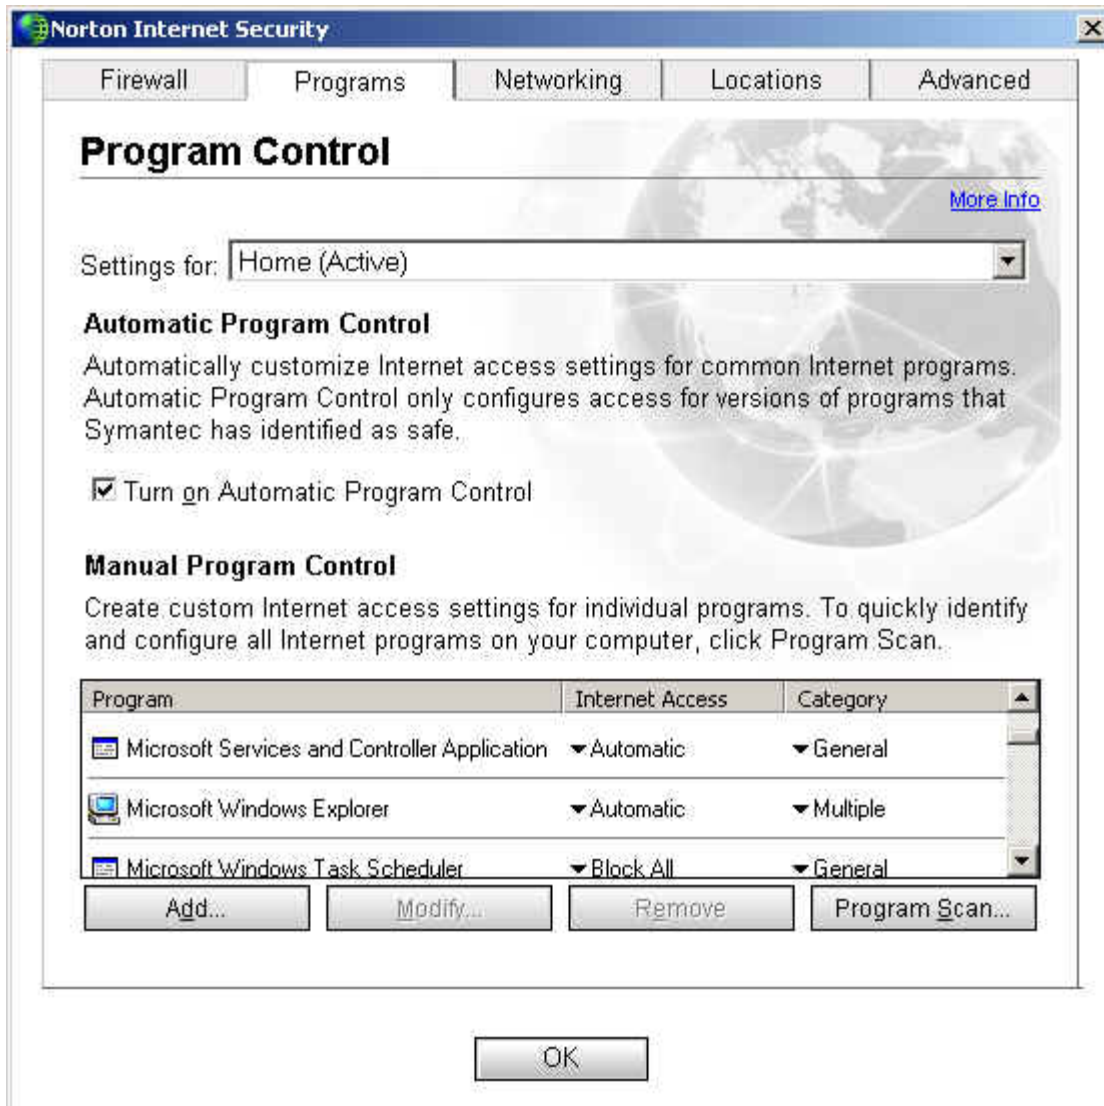 Norton Internet Security
Firewall Programs Networking Locations Advanced
Program Control
More Info
Settings for: Home (Active)
Automatic Program Control
Automatically customize Internet access settings for common Internet programs.
Automatic Program Control only configures access for versions of programs that
Symantec has identified as safe.
Turn on Automatic Program Control
Manual Program Control
Create custom Internet access settings for individual programs. To quickly identify
and configure all Internet programs on your computer, click Program Scan.
Program Internet Access Category
Microsoft Services and Controller Application Automatic General
Microsoft Windows Explorer Automatic Multiple
Microsoft Windows Task Scheduler Block All General
Add... Modify... Remove Program Scan...
OK